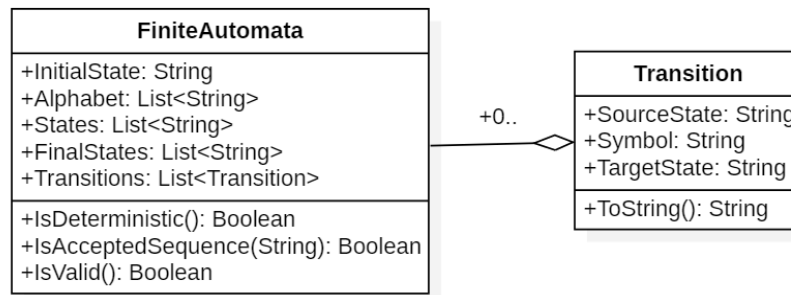 FiniteAutomata
+InitialState: String
+Alphabet: List<String>
+States: List<String>
+FinalStates: List<String>
+Transitions: List<Transition>
+IsDeterministic(): Boolean
+IsAcceptedSequence(String): Boolean
+IsValid(): Boolean
+0..
Transition
+SourceState: String
+Symbol: String
+TargetState: String
+ToString(): String